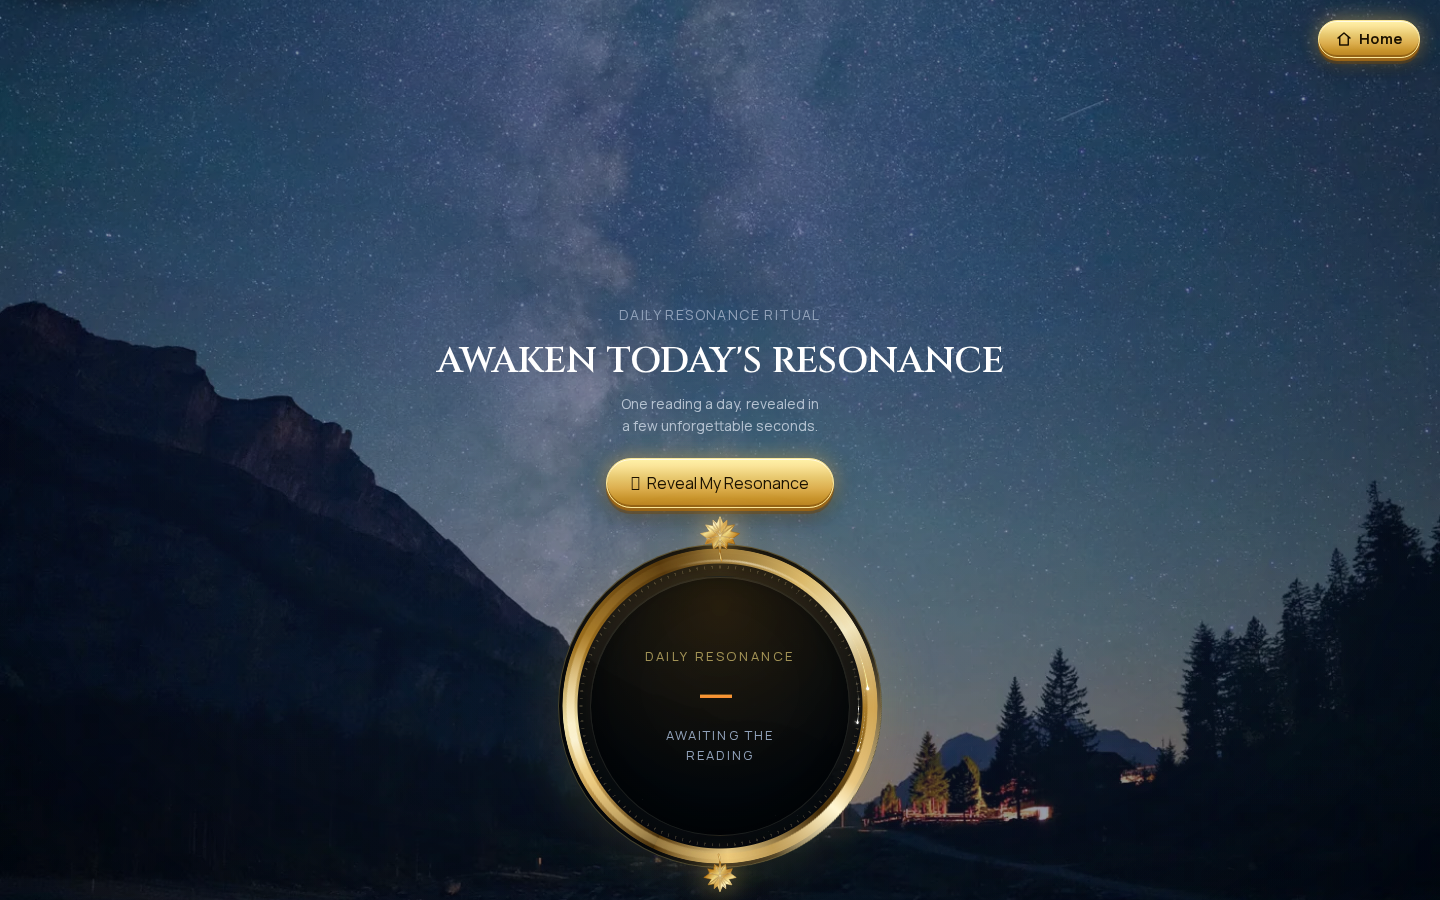 Home
DAILY RESONANCE RITUAL
AWAKEN TODAY'S RESONANCE
One reading a day, revealed in
a few unforgettable seconds.
Reveal My Resonance
DAILY RESONANCE
AWAITING THE
READING